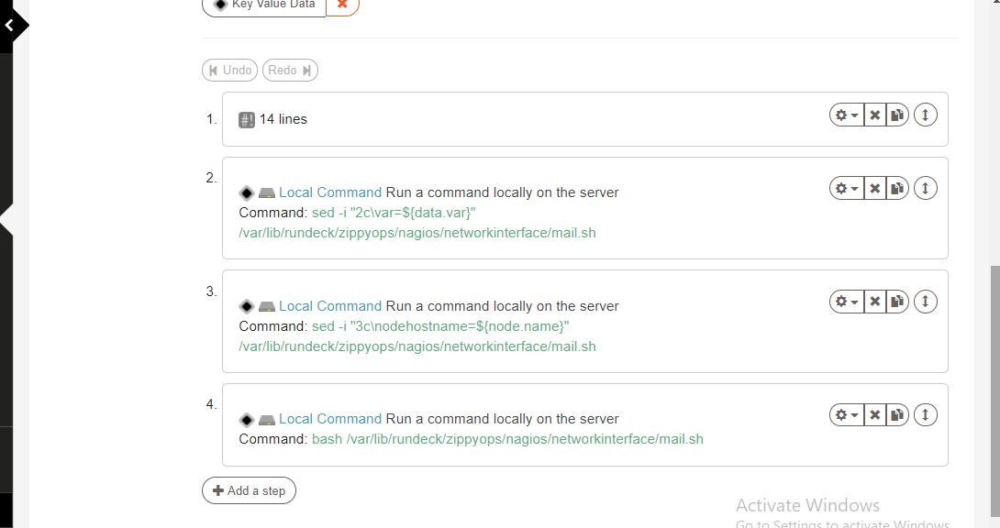 Key Value Data
Undo Redo
1. #! 14 lines
2. Local Command Run a command locally on the server
Command: sed -i "2c\var=${data.var}"
/var/lib/rundeck/zippyops/nagios/networkinterface/mail.sh
3. Local Command Run a command locally on the server
Command: sed -i "3c\nodehostname=${node.name}"
/var/lib/rundeck/zippyops/nagios/networkinterface/mail.sh
4. Local Command Run a command locally on the server
Command: bash /var/lib/rundeck/zippyops/nagios/networkinterface/mail.sh
Add a step
Activate Windows
Go to Settings to activate Windows